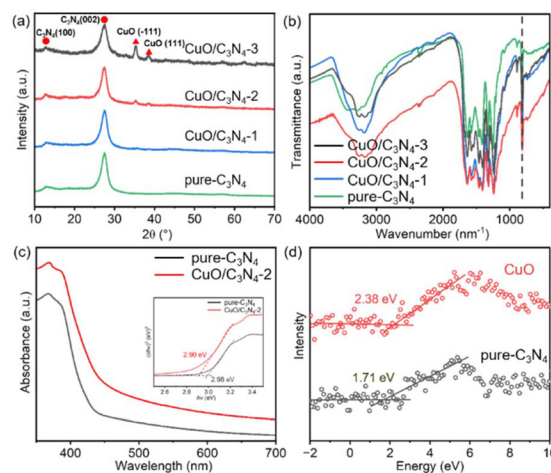 (a)
C₃N₄(002)
C₃N₄(100)
CuO (-111)
CuO (111)
CuO/C₃N₄-3
CuO/C₃N₄-2
CuO/C₃N₄-1
pure-C₃N₄
Intensity (a.u.)
10 20 30 40 50 60 70
2θ (°)
(b)
Transmittance (a.u.)
CuO/C₃N₄-3
CuO/C₃N₄-2
CuO/C₃N₄-1
pure-C₃N₄
4000 3000 2000 1000
Wavenumber (nm⁻¹)
(c)
pure-C₃N₄
CuO/C₃N₄-2
Absorbance (a.u.)
pure-C₃N₄
CuO/C₃N₄-2
2.90 eV
2.98 eV
2.6 2.8 3.0 3.2 3.4
hv (eV)
400 500 600 700
Wavelength (nm)
(d)
CuO
2.38 eV
pure-C₃N₄
1.71 eV
Intensity
-2 0 2 4 6 8 10
Energy (eV)